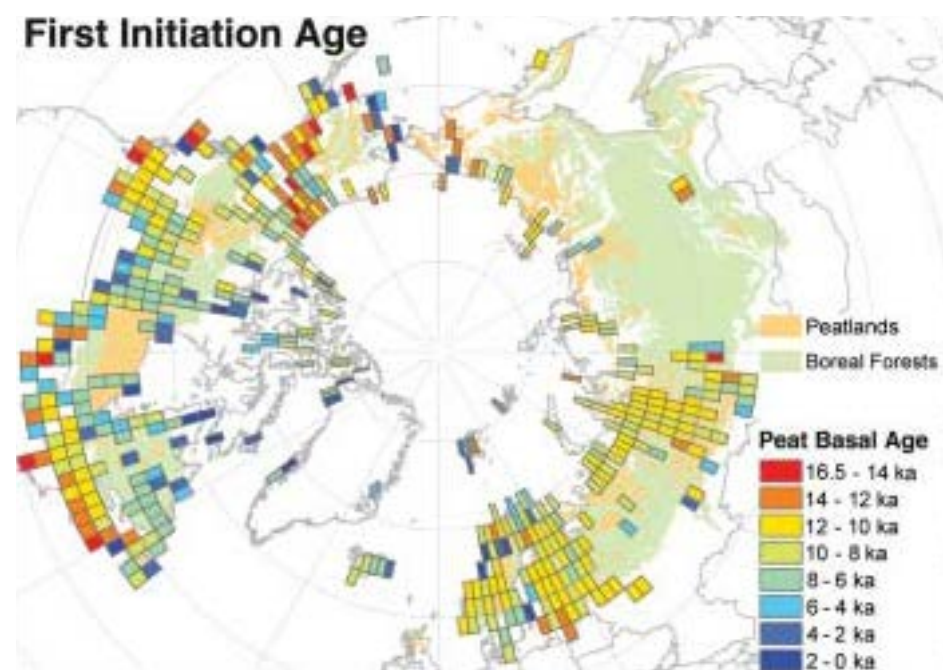 First Initiation Age
Peatlands
Boreal Forests
Peat Basal Age
16.5 - 14 ka
14 - 12 ka
12 - 10 ka
10 - 8 ka
8 - 6 ka
6 - 4 ka
4 - 2 ka
2 - 0 ka